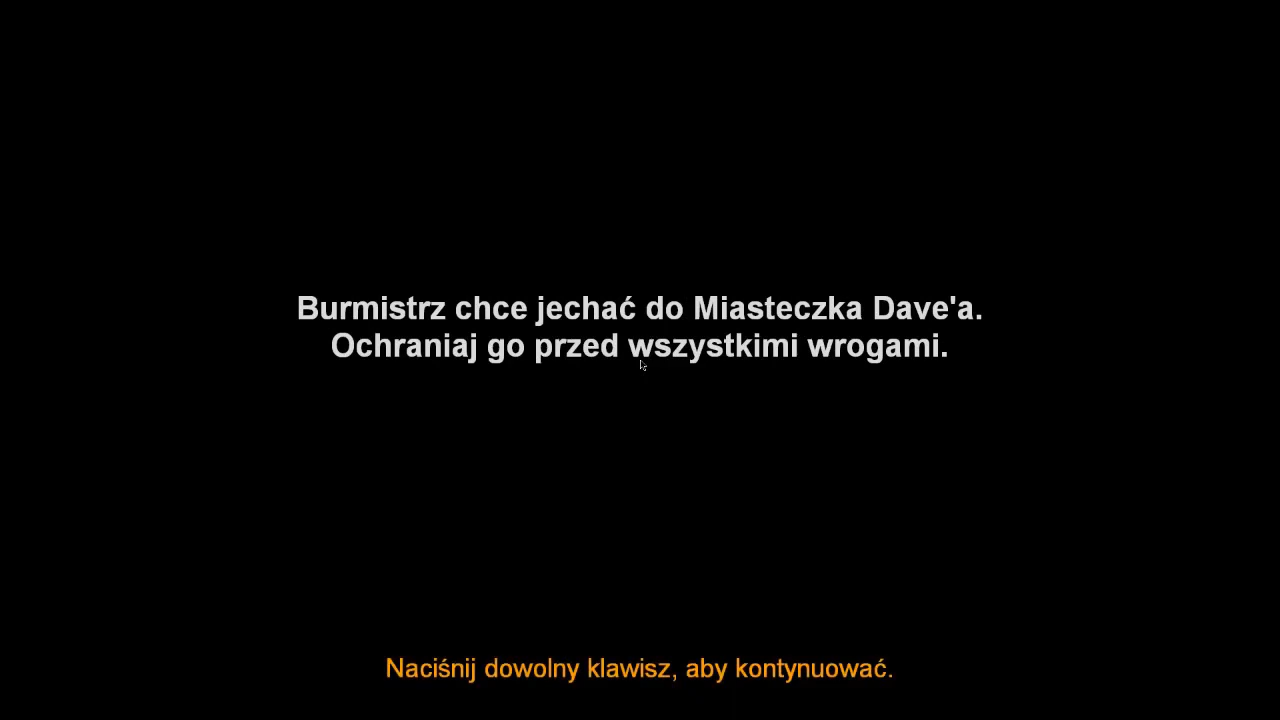 Burmistrz chce jechać do Miasteczka Dave'a.
Ochraniaj go przed wszystkimi wrogami.
Naciśnij dowolny klawisz, aby kontynuować.